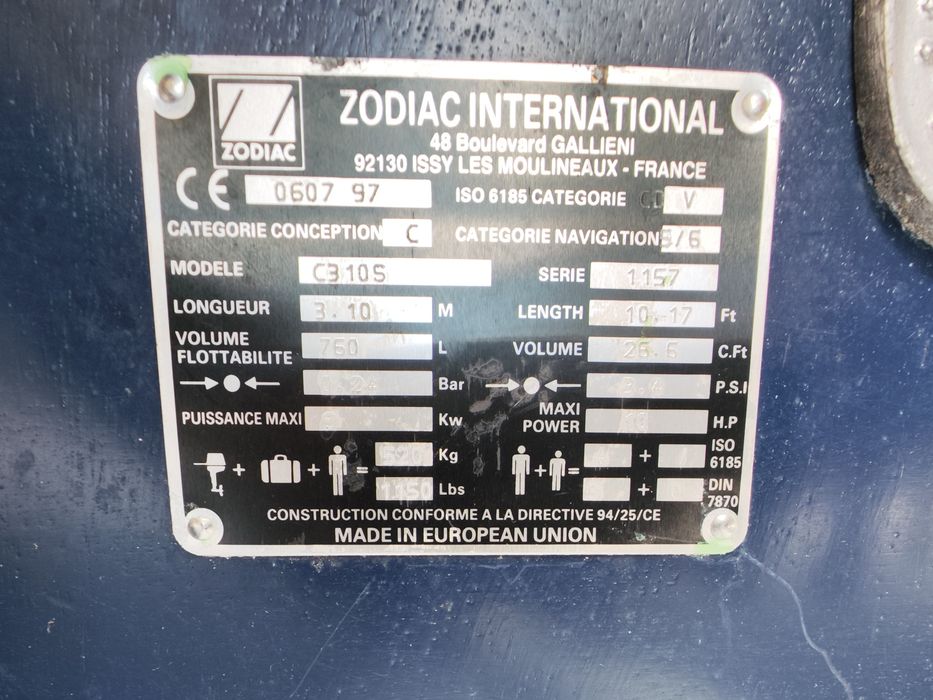 ZODIAC
ZODIAC INTERNATIONAL
48 Boulevard GALLIENI
92130 ISSY LES MOULINEAUX - FRANCE
CE 0607 97 ISO 6185 CATEGORIE V
CATEGORIE CONCEPTION C CATEGORIE NAVIGATION 5/6
MODELE C310S SERIE 1157
LONGUEUR 3.10 M LENGTH 10.17 Ft
VOLUME FLOTTABILITE 760 L VOLUME 26.6 C.Ft
Bar P.S.I
PUISSANCE MAXI Kw MAXI POWER H.P
+ + = Kg + + ISO 6185
1150 Lbs + DIN 7870
CONSTRUCTION CONFORME A LA DIRECTIVE 94/25/CE
MADE IN EUROPEAN UNION